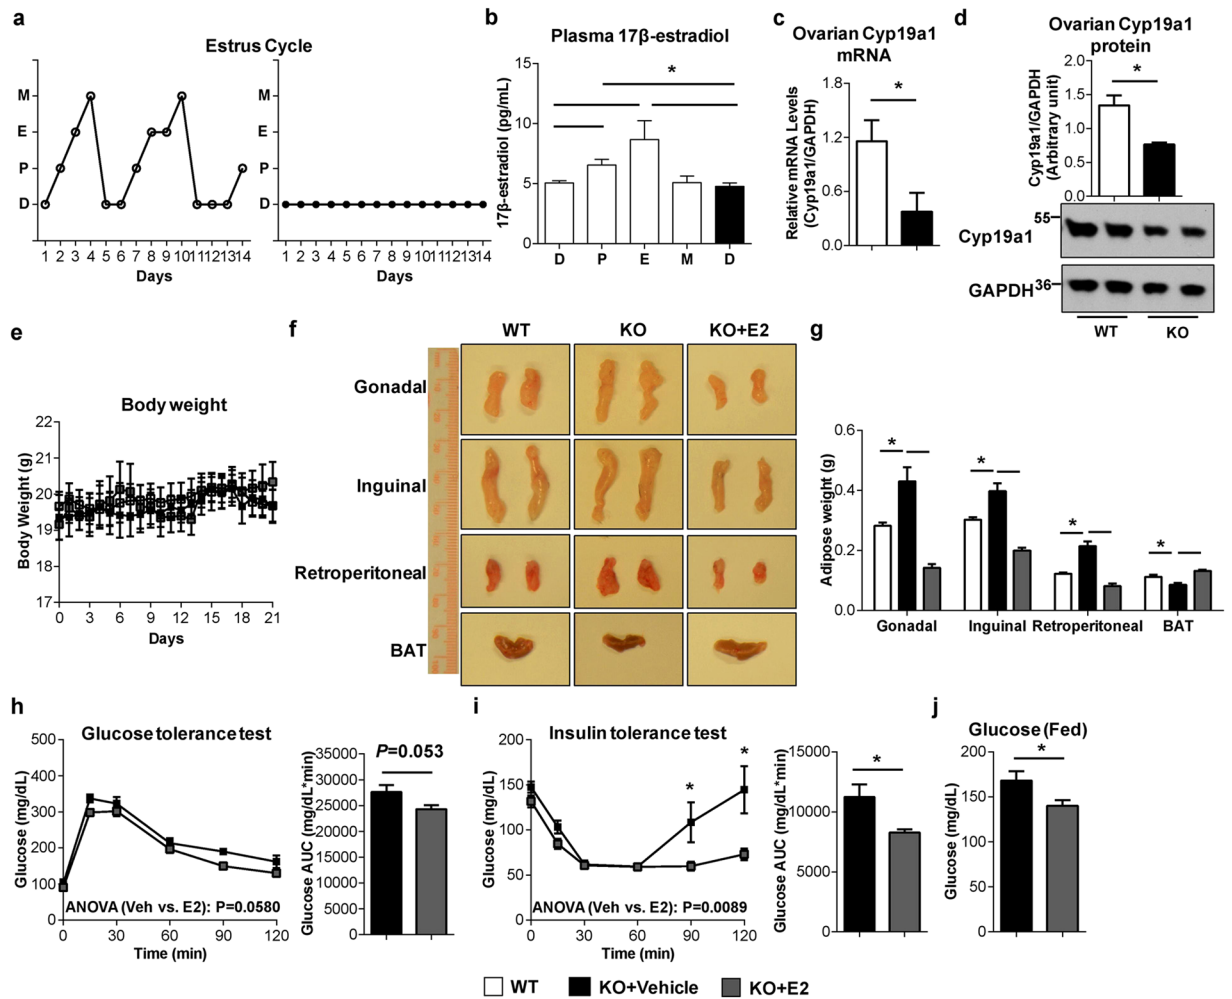 a
Estrus Cycle
M
E
P
D
1 2 3 4 5 6 7 8 9 1011121314
Days
M
E
P
D
1 2 3 4 5 6 7 8 9 1011121314
Days
b
Plasma 17β-estradiol
17β-estradiol (pg/mL)
15
10
5
0
*
D P E M D
c
Ovarian Cyp19a1
mRNA
Relative mRNA Levels
(Cyp19a1/GAPDH)
1.8
1.2
0.6
0.0
*
d
Ovarian Cyp19a1
protein
Cyp19a1/GAPDH
(Arbitrary unit)
2.0
1.5
1.0
0.5
0.0
*
55
Cyp19a1
GAPDH
36
WT KO
e
Body weight
Body Weight (g)
22
21
20
19
18
17
0 3 6 9 12 15 18 21
Days
f
WT KO KO+E2
Gonadal
Inguinal
Retroperitoneal
BAT
g
Adipose weight (g)
0.6
0.4
0.2
0.0
* * * *
Gonadal Inguinal Retroperitoneal BAT
h
Glucose tolerance test
Glucose (mg/dL)
500
400
300
200
100
0
ANOVA (Veh vs. E2): P=0.0580
0 30 60 90 120
Time (min)
Glucose AUC (mg/dL*min)
35000
30000
25000
20000
15000
10000
5000
0
P=0.053
i
Insulin tolerance test
Glucose (mg/dL)
200
150
100
50
0
* *
ANOVA (Veh vs. E2): P=0.0089
0 30 60 90 120
Time (min)
Glucose AUC (mg/dL*min)
15000
10000
5000
0
*
j
Glucose (Fed)
Glucose (mg/dL)
200
150
100
50
0
*
WT KO+Vehicle KO+E2